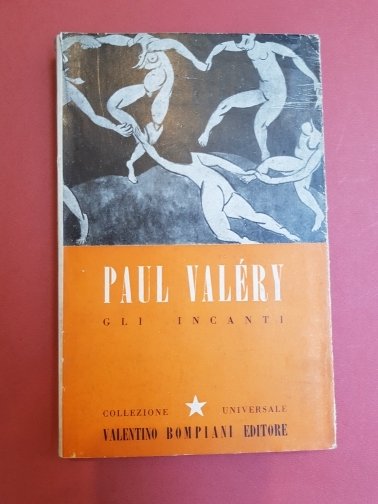 PAUL VALÉRY
GLI INCANTI
COLLEZIONE UNIVERSALE
VALENTINO BOMPIANI EDITORE